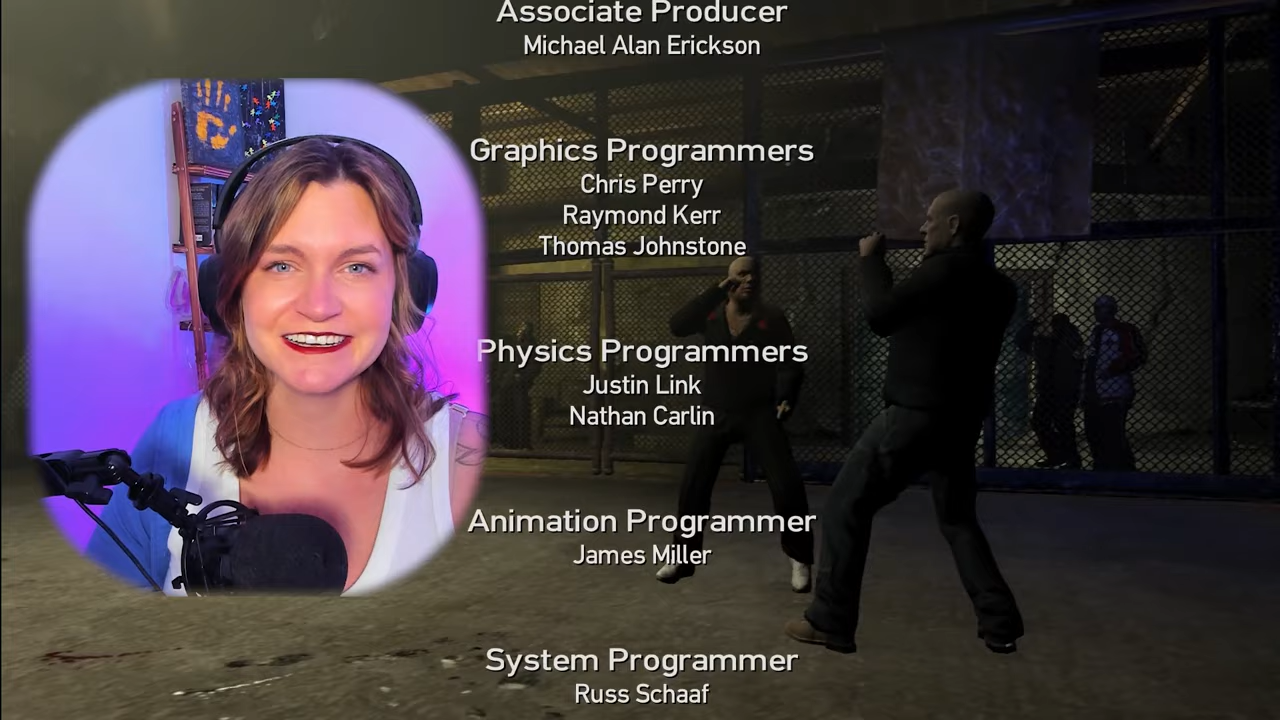 Associate Producer
Michael Alan Erickson
Graphics Programmers
Chris Perry
Raymond Kerr
Thomas Johnstone
Physics Programmers
Justin Link
Nathan Carlin
Animation Programmer
James Miller
System Programmer
Russ Schaaf